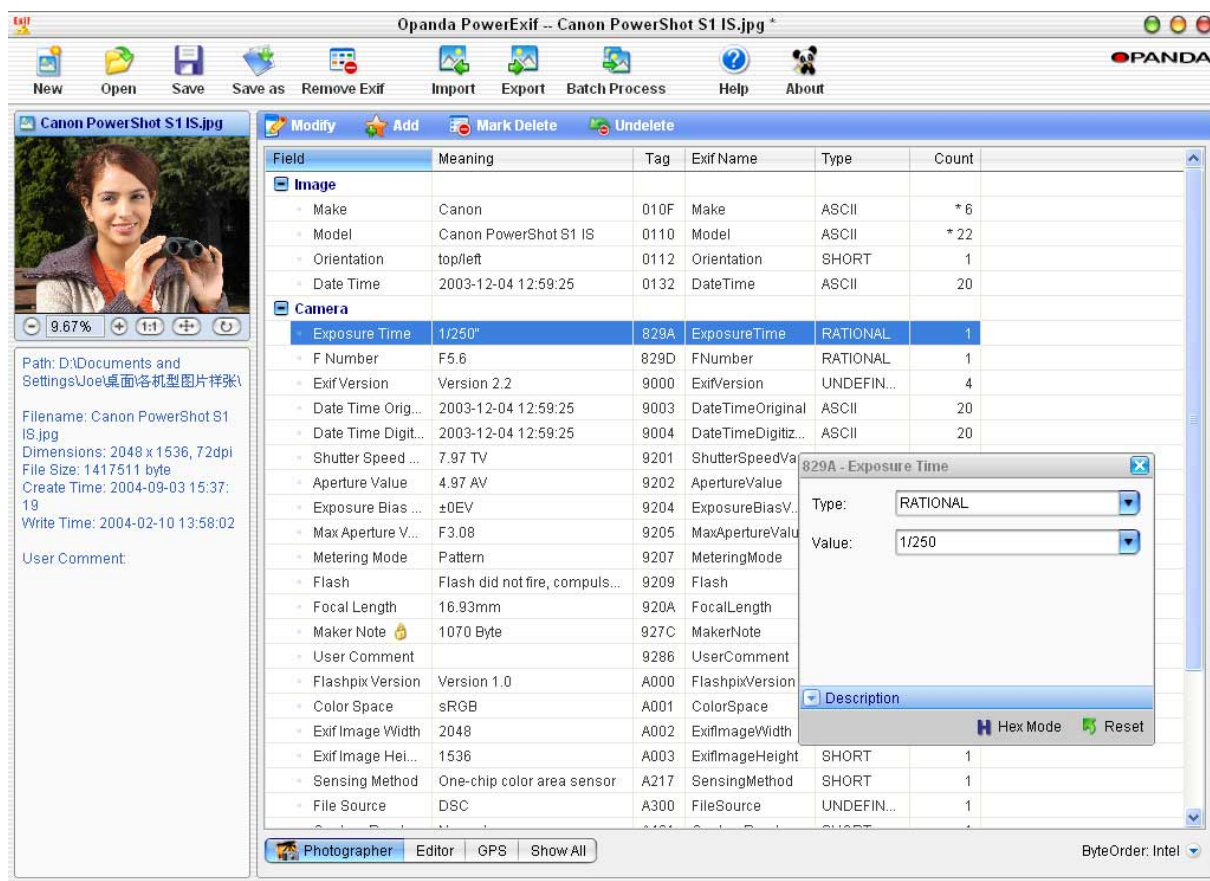 Exif
Opanda PowerExif -- Canon PowerShot S1 IS.jpg *
New Open Save Save as Remove Exif Import Export Batch Process Help About
OPANDA
Canon PowerShot S1 IS.jpg
9.67% 1:1
Path: D:\Documents and
Settings\Joe\桌面\各机型图片样张\
Filename: Canon PowerShot S1
IS.jpg
Dimensions: 2048 x 1536, 72dpi
File Size: 1417511 byte
Create Time: 2004-09-03 15:37:
19
Write Time: 2004-02-10 13:58:02
User Comment:
Modify Add Mark Delete Undelete
Field Meaning Tag Exif Name Type Count
Image
Make Canon 010F Make ASCII * 6
Model Canon PowerShot S1 IS 0110 Model ASCII * 22
Orientation top/left 0112 Orientation SHORT 1
Date Time 2003-12-04 12:59:25 0132 DateTime ASCII 20
Camera
Exposure Time 1/250" 829A ExposureTime RATIONAL 1
F Number F5.6 829D FNumber RATIONAL 1
Exif Version Version 2.2 9000 ExifVersion UNDEFIN... 4
Date Time Orig... 2003-12-04 12:59:25 9003 DateTimeOriginal ASCII 20
Date Time Digit... 2003-12-04 12:59:25 9004 DateTimeDigitiz... ASCII 20
Shutter Speed ... 7.97 TV 9201 ShutterSpeedVa
Aperture Value 4.97 AV 9202 ApertureValue
Exposure Bias ... ±0EV 9204 ExposureBiasV..
Max Aperture V... F3.08 9205 MaxApertureValu
Metering Mode Pattern 9207 MeteringMode
Flash Flash did not fire, compuls... 9209 Flash
Focal Length 16.93mm 920A FocalLength
Maker Note 1070 Byte 927C MakerNote
User Comment 9286 UserComment
Flashpix Version Version 1.0 A000 FlashpixVersion
Color Space sRGB A001 ColorSpace
Exif Image Width 2048 A002 ExifImageWidth
Exif Image Hei... 1536 A003 ExifImageHeight SHORT 1
Sensing Method One-chip color area sensor A217 SensingMethod SHORT 1
File Source DSC A300 FileSource UNDEFIN... 1
829A - Exposure Time
Type: RATIONAL
Value: 1/250
Description
Hex Mode Reset
Photographer Editor GPS Show All
ByteOrder: Intel